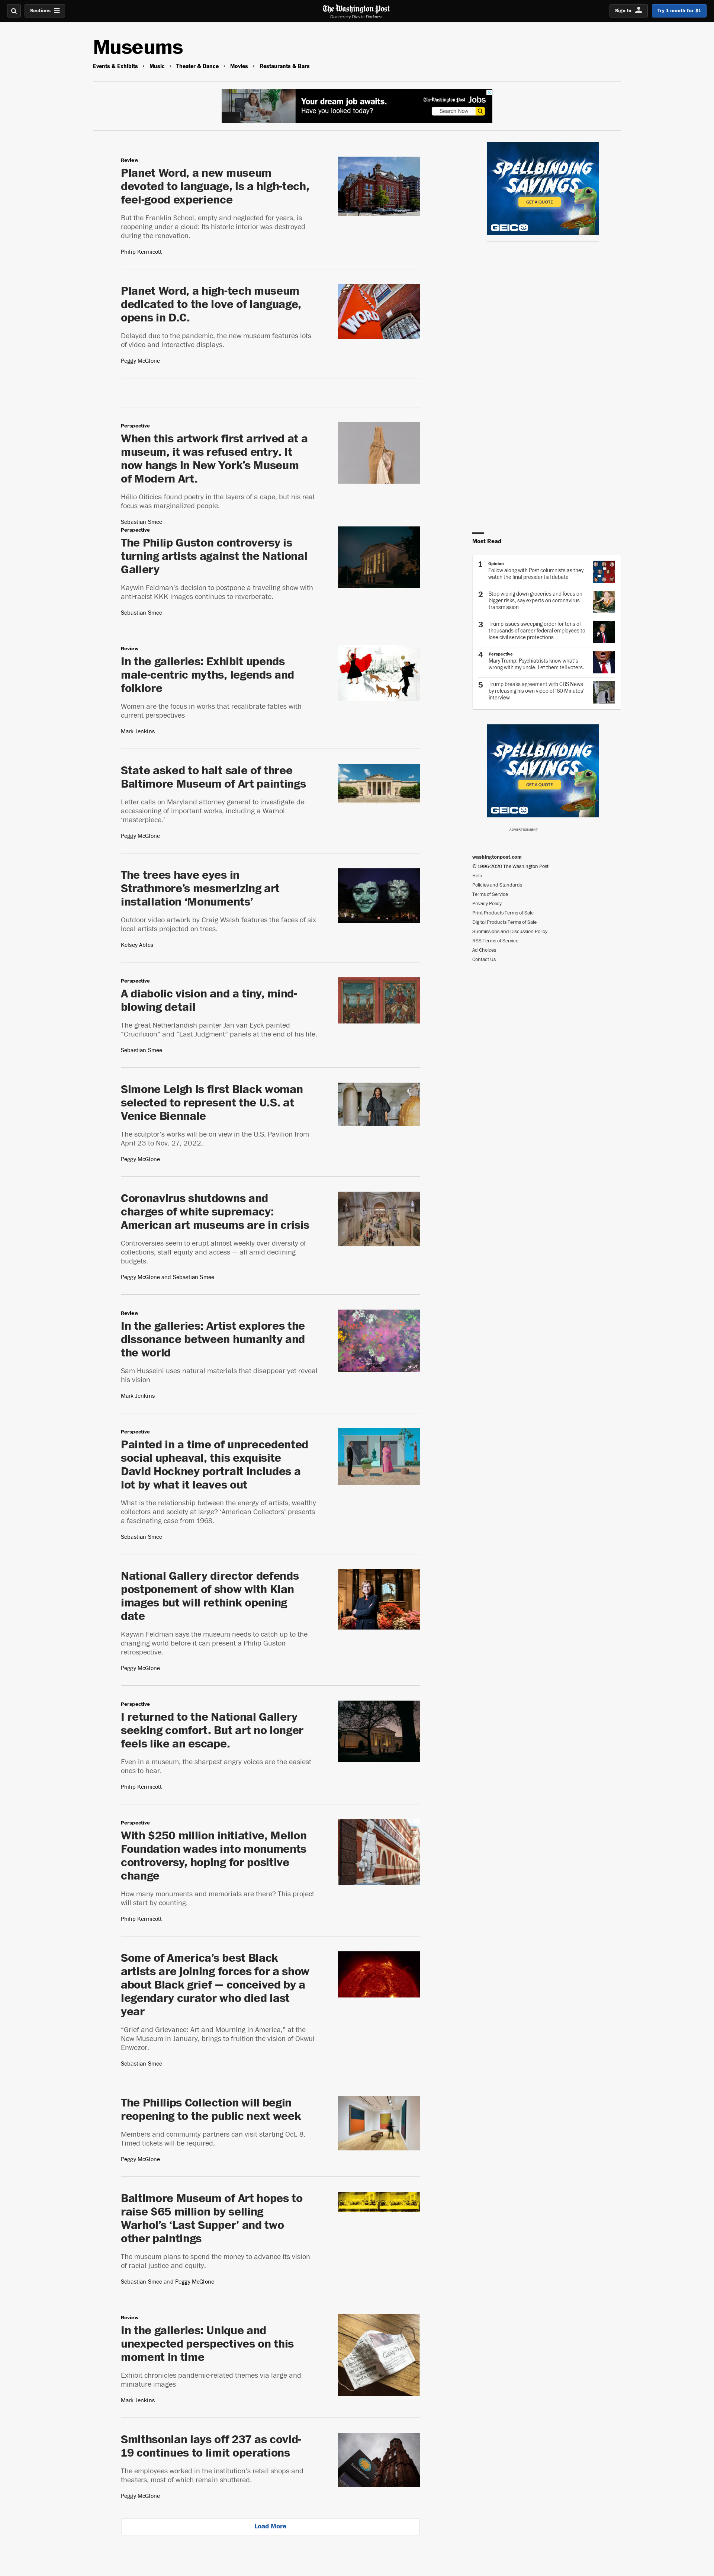 Sections
The Washington Post
Democracy Dies in Darkness
Sign In
Try 1 month for $1
Museums
Events & Exhibits • Music • Theater & Dance • Movies • Restaurants & Bars
Your dream job awaits.
Have you looked?
The Washington Post Jobs
Search Now
Review
Planet Word, a new museum
devoted to language, is a high-tech,
feel-good experience
But the Franklin School, empty and neglected for years, is
reopening under a cloud: Its historic interior was destroyed
during the renovation.
Philip Kennicott
Planet Word, a high-tech museum
dedicated to the love of language,
opens in D.C.
Delayed due to the pandemic, the new museum features lots
of video and interactive displays.
Peggy McGlone
WORD
Perspective
When this artwork first arrived at a
museum, it was refused entry. It
now hangs in New York’s Museum
of Modern Art.
Hélio Oiticica found poetry in the layers of a cape, but his real
focus was marginalized people.
Sebastian Smee
Perspective
The Philip Guston controversy is
turning artists against the National
Gallery
Kaywin Feldman’s decision to postpone a traveling show with
anti-racist KKK images continues to reverberate.
Sebastian Smee
Review
In the galleries: Exhibit upends
male-centric myths, legends and
folklore
Women are the focus in works that recalibrate fables with
current perspectives
Mark Jenkins
State asked to halt sale of three
Baltimore Museum of Art paintings
Letter calls on Maryland attorney general to investigate de-
accessioning of important works, including a Warhol
‘masterpiece.’
Peggy McGlone
The trees have eyes in
Strathmore’s mesmerizing art
installation ‘Monuments’
Outdoor video artwork by Craig Walsh features the faces of six
local artists projected on trees.
Kelsey Ables
Perspective
A diabolic vision and a tiny, mind-
blowing detail
The great Netherlandish painter Jan van Eyck painted
“Crucifixion” and “Last Judgment” panels at the end of his life.
Sebastian Smee
Simone Leigh is first Black woman
selected to represent the U.S. at
Venice Biennale
The sculptor’s works will be on view in the U.S. Pavilion from
April 23 to Nov. 27, 2022.
Peggy McGlone
Coronavirus shutdowns and
charges of white supremacy:
American art museums are in crisis
Controversies seem to erupt almost weekly over diversity of
collections, staff equity and access — all amid declining
budgets.
Peggy McGlone and Sebastian Smee
Review
In the galleries: Artist explores the
dissonance between humanity and
the world
Sam Husseini uses natural materials that disappear yet reveal
his vision
Mark Jenkins
Perspective
Painted in a time of unprecedented
social upheaval, this exquisite
David Hockney portrait includes a
lot by what it leaves out
What is the relationship between the energy of artists, wealthy
collectors and society at large? ‘American Collectors’ presents
a fascinating case from 1968.
Sebastian Smee
National Gallery director defends
postponement of show with Klan
images but will rethink opening
date
Kaywin Feldman says the museum needs to catch up to the
changing world before it can present a Philip Guston
retrospective.
Peggy McGlone
Perspective
I returned to the National Gallery
seeking comfort. But art no longer
feels like an escape.
Even in a museum, the sharpest angry voices are the easiest
ones to hear.
Philip Kennicott
Perspective
With $250 million initiative, Mellon
Foundation wades into monuments
controversy, hoping for positive
change
How many monuments and memorials are there? This project
will start by counting.
Philip Kennicott
Some of America’s best Black
artists are joining forces for a show
about Black grief — conceived by a
legendary curator who died last
year
“Grief and Grievance: Art and Mourning in America,” at the
New Museum in January, brings to fruition the vision of Okwui
Enwezor.
Sebastian Smee
The Phillips Collection will begin
reopening to the public next week
Members and community partners can visit starting Oct. 8.
Timed tickets will be required.
Peggy McGlone
Baltimore Museum of Art hopes to
raise $65 million by selling
Warhol’s ‘Last Supper’ and two
other paintings
The museum plans to spend the money to advance its vision
of racial justice and equity.
Sebastian Smee and Peggy McGlone
Review
In the galleries: Unique and
unexpected perspectives on this
moment in time
Exhibit chronicles pandemic-related themes via large and
miniature images
Mark Jenkins
Smithsonian lays off 237 as covid-
19 continues to limit operations
The employees worked in the institution’s retail shops and
theaters, most of which remain shuttered.
Peggy McGlone
Load More
SPELLBINDING
SAVINGS
GET A QUOTE
GEICO
Most Read
1 Opinion
Follow along with Post columnists as they
watch the final presidential debate
2 Stop wiping down groceries and focus on
bigger risks, say experts on coronavirus
transmission
3 Trump issues sweeping order for tens of
thousands of career federal employees to
lose civil service protections
4 Perspective
Mary Trump: Psychiatrists know what’s
wrong with my uncle. Let them tell voters.
5 Trump breaks agreement with CBS News
by releasing his own video of ‘60 Minutes’
interview
SPELLBINDING
SAVINGS
GET A QUOTE
GEICO
ADVERTISEMENT
washingtonpost.com
© 1996-2020 The Washington Post
Help
Policies and Standards
Terms of Service
Privacy Policy
Print Products Terms of Sale
Digital Products Terms of Sale
Submissions and Discussion Policy
RSS Terms of Service
Ad Choices
Contact Us